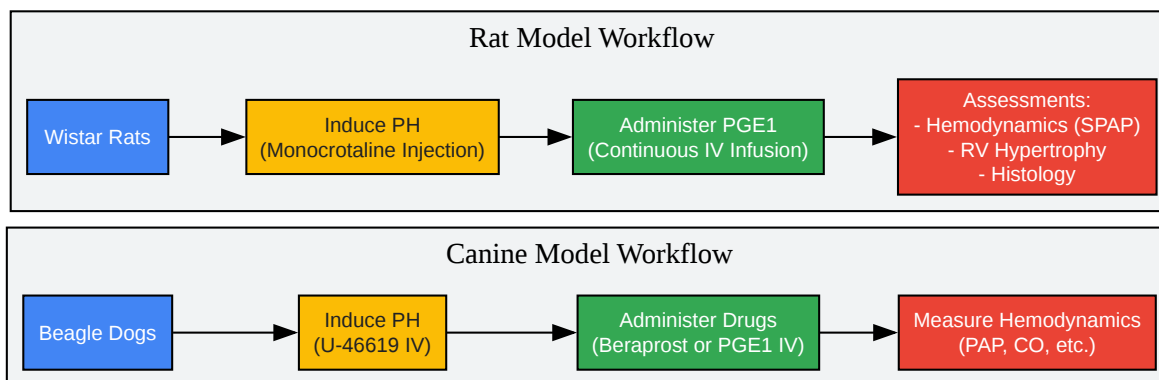 Rat Model Workflow
Wistar Rats
Induce PH
(Monocrotaline Injection)
Administer PGE1
(Continuous IV Infusion)
Assessments:
- Hemodynamics (SPAP)
- RV Hypertrophy
- Histology
Canine Model Workflow
Beagle Dogs
Induce PH
(U-46619 IV)
Administer Drugs
(Beraprost or PGE1 IV)
Measure Hemodynamics
(PAP, CO, etc.)